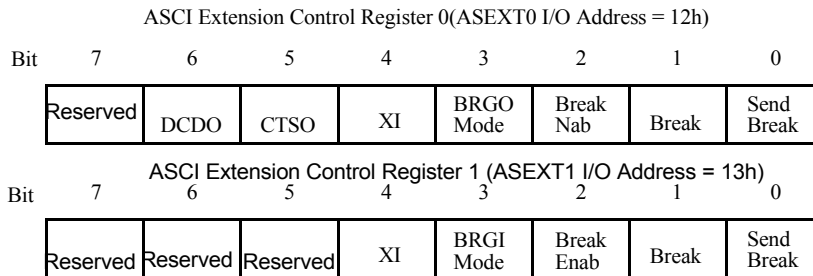 ASCI Extension Control Register 0(ASEXT0 I/O Address = 12h)
Bit 7 6 5 4 3 2 1 0
Reserved DCDO CTSO XI BRGO Mode Break Nab Break Send Break
ASCI Extension Control Register 1 (ASEXT1 I/O Address = 13h)
Bit 7 6 5 4 3 2 1 0
Reserved Reserved Reserved XI BRGI Mode Break Enab Break Send Break